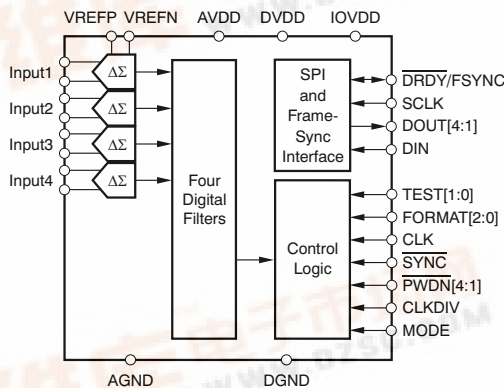 VREFP VREFN AVDD DVDD IOVDD
Input1
Input2
Input3
Input4
ΔΣ
ΔΣ
ΔΣ
ΔΣ
Four
Digital
Filters
SPI
and
Frame-
Sync
Interface
Control
Logic
DRDY/FSYNC
SCLK
DOUT[4:1]
DIN
TEST[1:0]
FORMAT[2:0]
CLK
SYNC
PWDN[4:1]
CLKDIV
MODE
AGND DGND